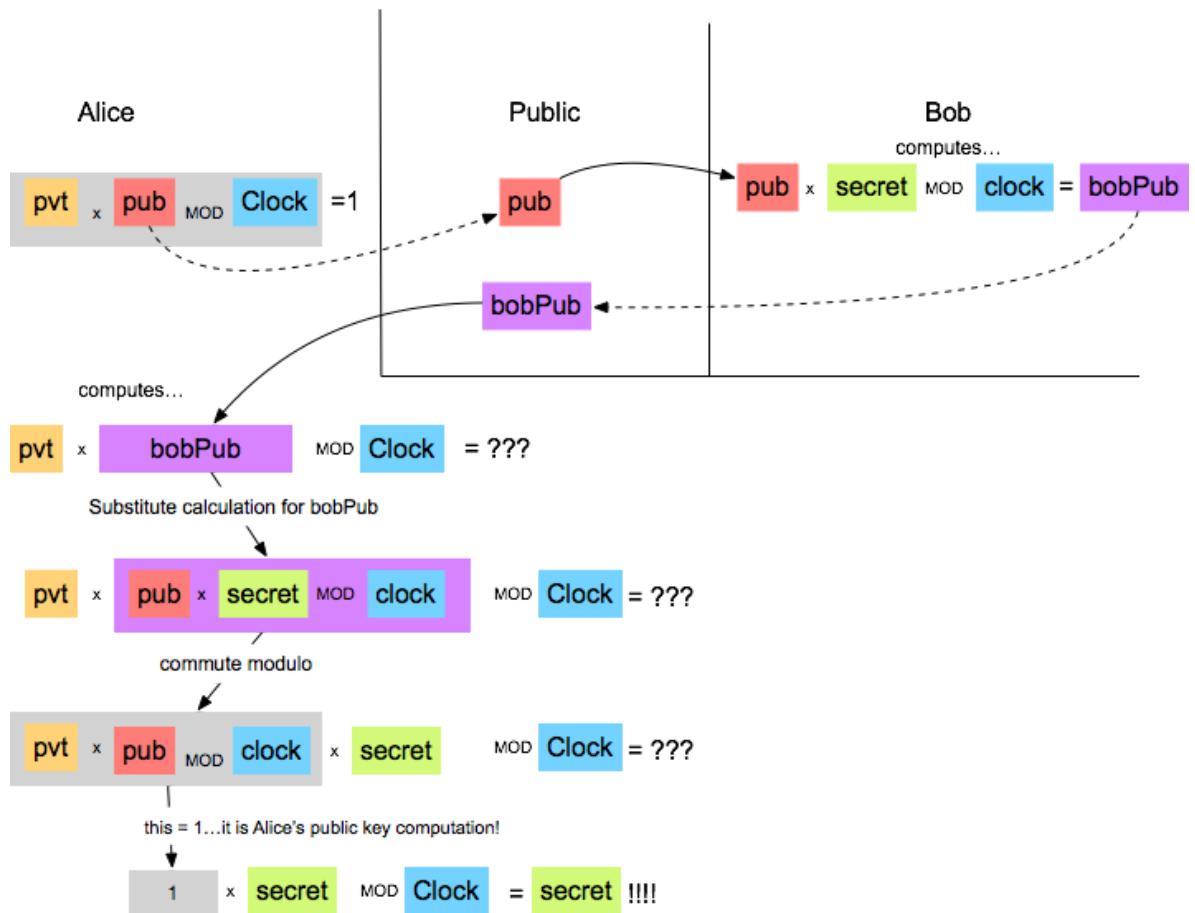 Alice
Public
Bob
computes…
pvt x pub MOD Clock =1
pub
pub x secret MOD clock = bobPub
bobPub
computes…
pvt x bobPub MOD Clock = ???
Substitute calculation for bobPub
pvt x pub x secret MOD clock MOD Clock = ???
commute modulo
pvt x pub MOD clock x secret MOD Clock = ???
this = 1…it is Alice's public key computation!
1 x secret MOD Clock = secret !!!!